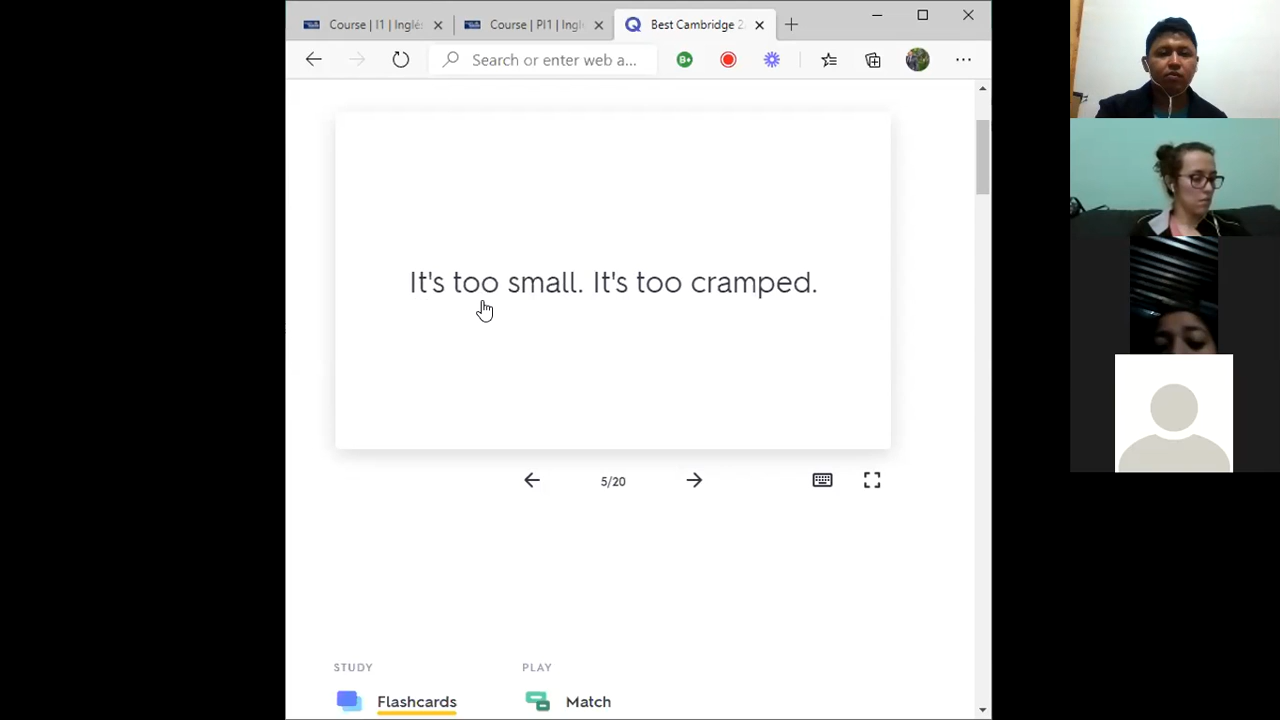 Course | I1 | Inglé
Course | PI1 | Ingl
Best Cambridge 2
Search or enter web a...
B+
It's too small. It's too cramped.
5/20
STUDY
PLAY
Flashcards
Match